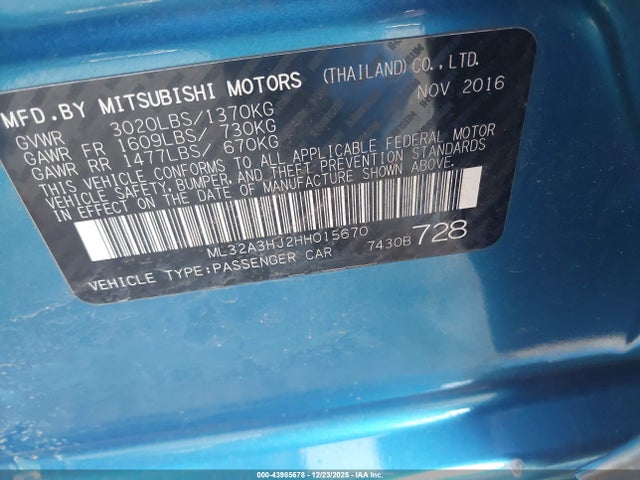 MFD.BY MITSUBISHI MOTORS (THAILAND) CO., LTD.
NOV 2016
GVWR 3020LBS/1370KG
GAWR FR 1609LBS/ 730KG
GAWR RR 1477LBS/ 670KG
THIS VEHICLE CONFORMS TO ALL APPLICABLE FEDERAL MOTOR
VEHICLE SAFETY, BUMPER AND THEFT PREVENTION STANDARDS
IN EFFECT ON THE DATE OF MANUFACTURE SHOWN ABOVE.
ML32A3HJ2HH015670
VEHICLE TYPE:PASSENGER CAR 7430B 728
000-43985678 - 12/23/2025 - IAAI.COM